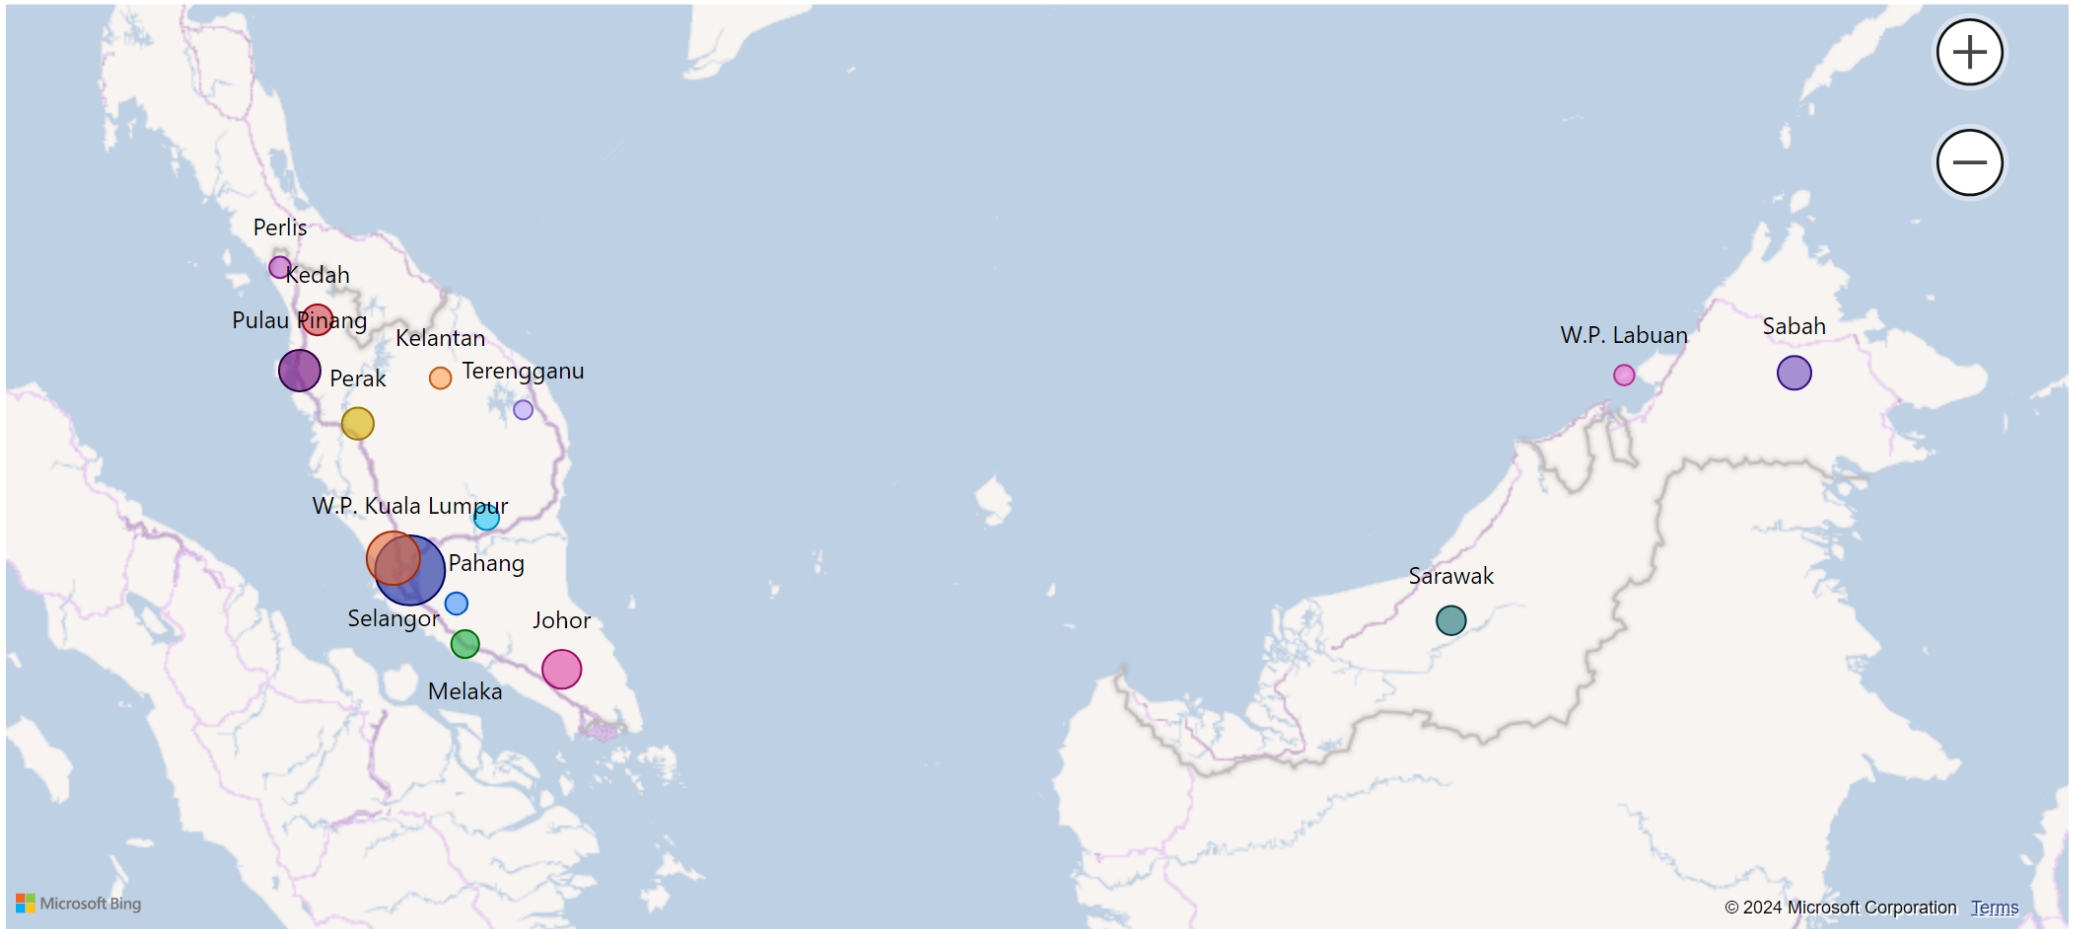 Perlis
Kedah
Pulau Pinang
Kelantan
Terengganu
Perak
W.P. Labuan
Sabah
W.P. Kuala Lumpur
Pahang
Selangor
Johor
Sarawak
Melaka
Microsoft Bing
© 2024 Microsoft Corporation Terms